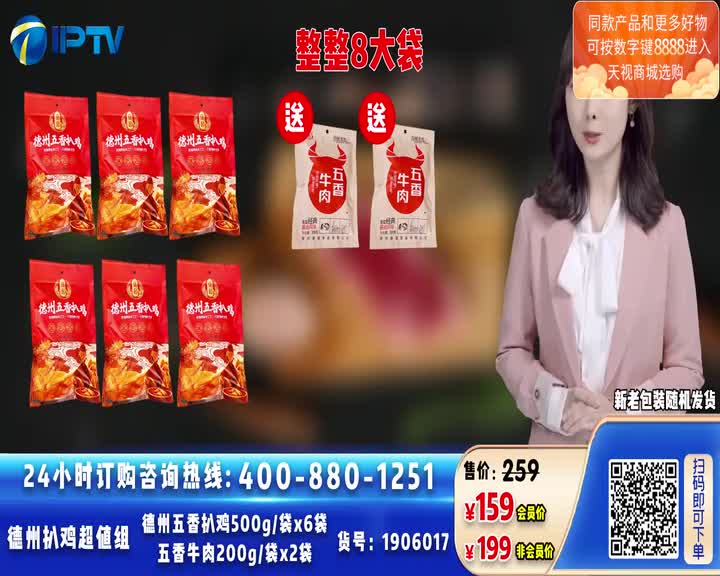 IPTV
整整8大袋
同款产品和更多好物
可按数字键8888进入
天视商城选购
送
送
德州五香扒鸡
德州五香扒鸡
德州五香扒鸡
五香牛肉
五香牛肉
德州五香扒鸡
德州五香扒鸡
德州五香扒鸡
新老包装随机发货
24小时订购咨询热线:400-880-1251
德州扒鸡超值组
德州五香扒鸡500g/袋x6袋
五香牛肉200g/袋x2袋
货号:1906017
售价:259
¥159会员价
¥199非会员价
扫码即可下单